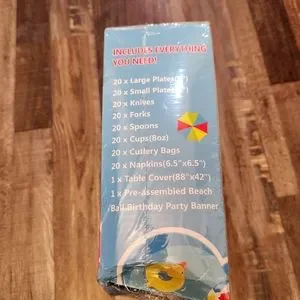 INCLUDES EVERYTHING
YOU NEED!
20 x Large Plates
20 x Small Plates
20 x Knives
20 x Forks
20 x Spoons
20 x Cups(8oz)
20 x Cutlery Bags
20 x Napkins(6.5"x6.5")
1 x Table Cover(88"x42")
1 x Pre-assembled Beach
Ball Birthday Party Banner